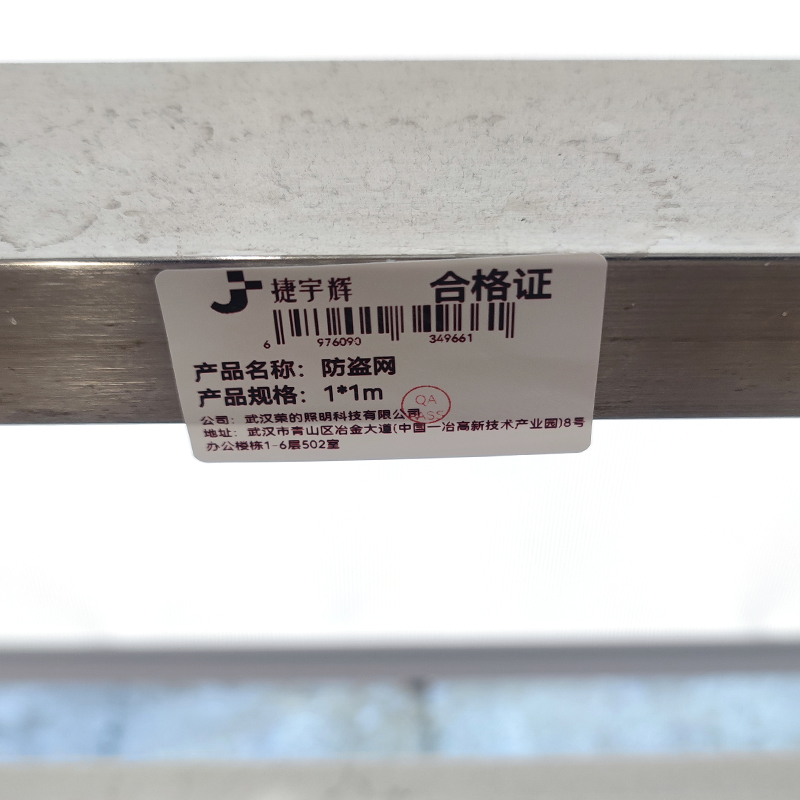 捷宇辉 合格证
6 976090 349661
产品名称：防盗网
产品规格：1*1m
QA
PASS
公司：武汉荣的照明科技有限公司
地址：武汉市青山区冶金大道(中国一冶高新技术产业园)8号
办公楼栋1-6层502室